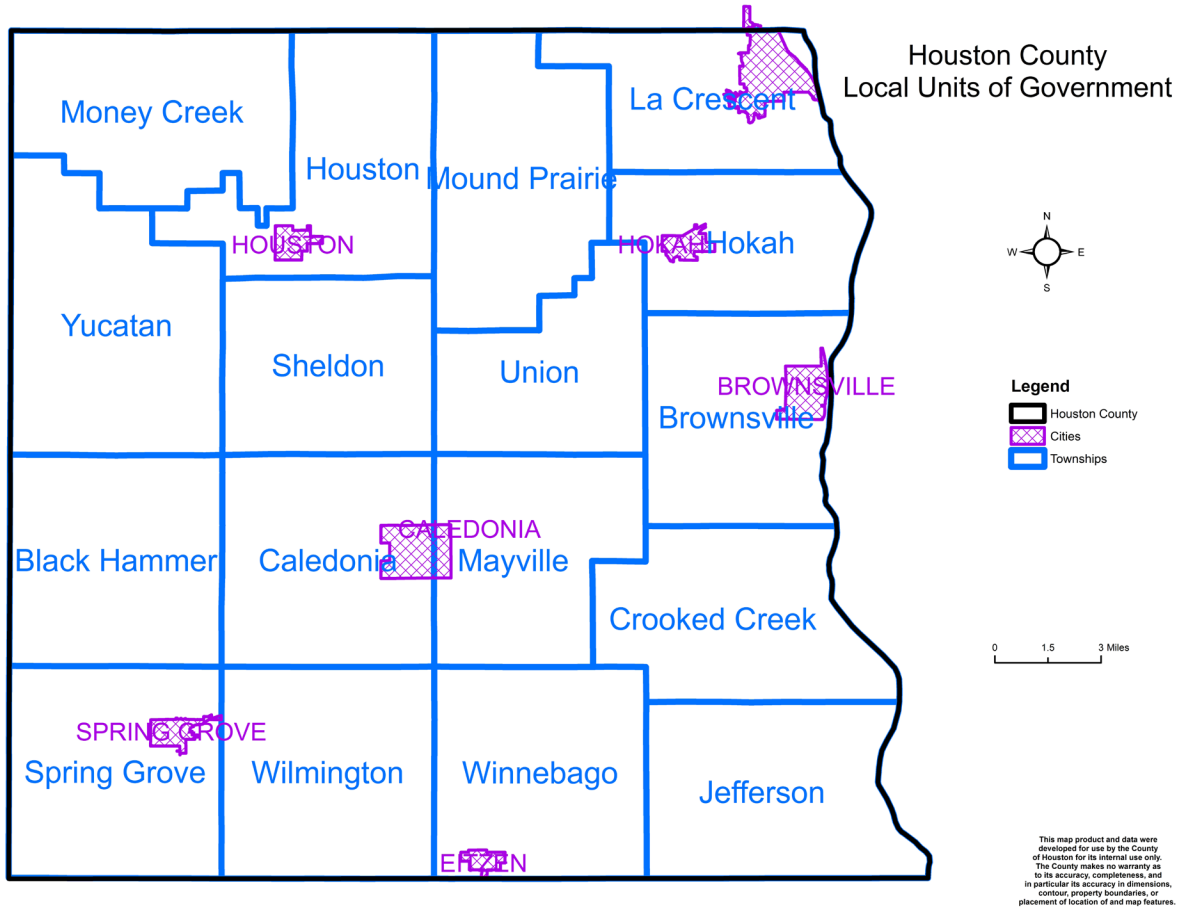 Houston County
Local Units of Government
Money Creek
La Crescent
Houston
Mound Prairie
HOUSTON
HOKAH
Hokah
N
W
E
S
Yucatan
Sheldon
Union
BROWNSVILLE
Brownsville
Legend
Houston County
Cities
Townships
CALEDONIA
Black Hammer
Caledonia
Mayville
Crooked Creek
0 1.5 3 Miles
SPRING GROVE
Spring Grove
Wilmington
Winnebago
Jefferson
EITZEN
This map product and data were
developed for use by the County
of Houston for its internal use only.
The County makes no warranty as
to its accuracy, completeness, and
in particular its accuracy in dimensions,
contour, property boundaries, or
placement of location of and map features.